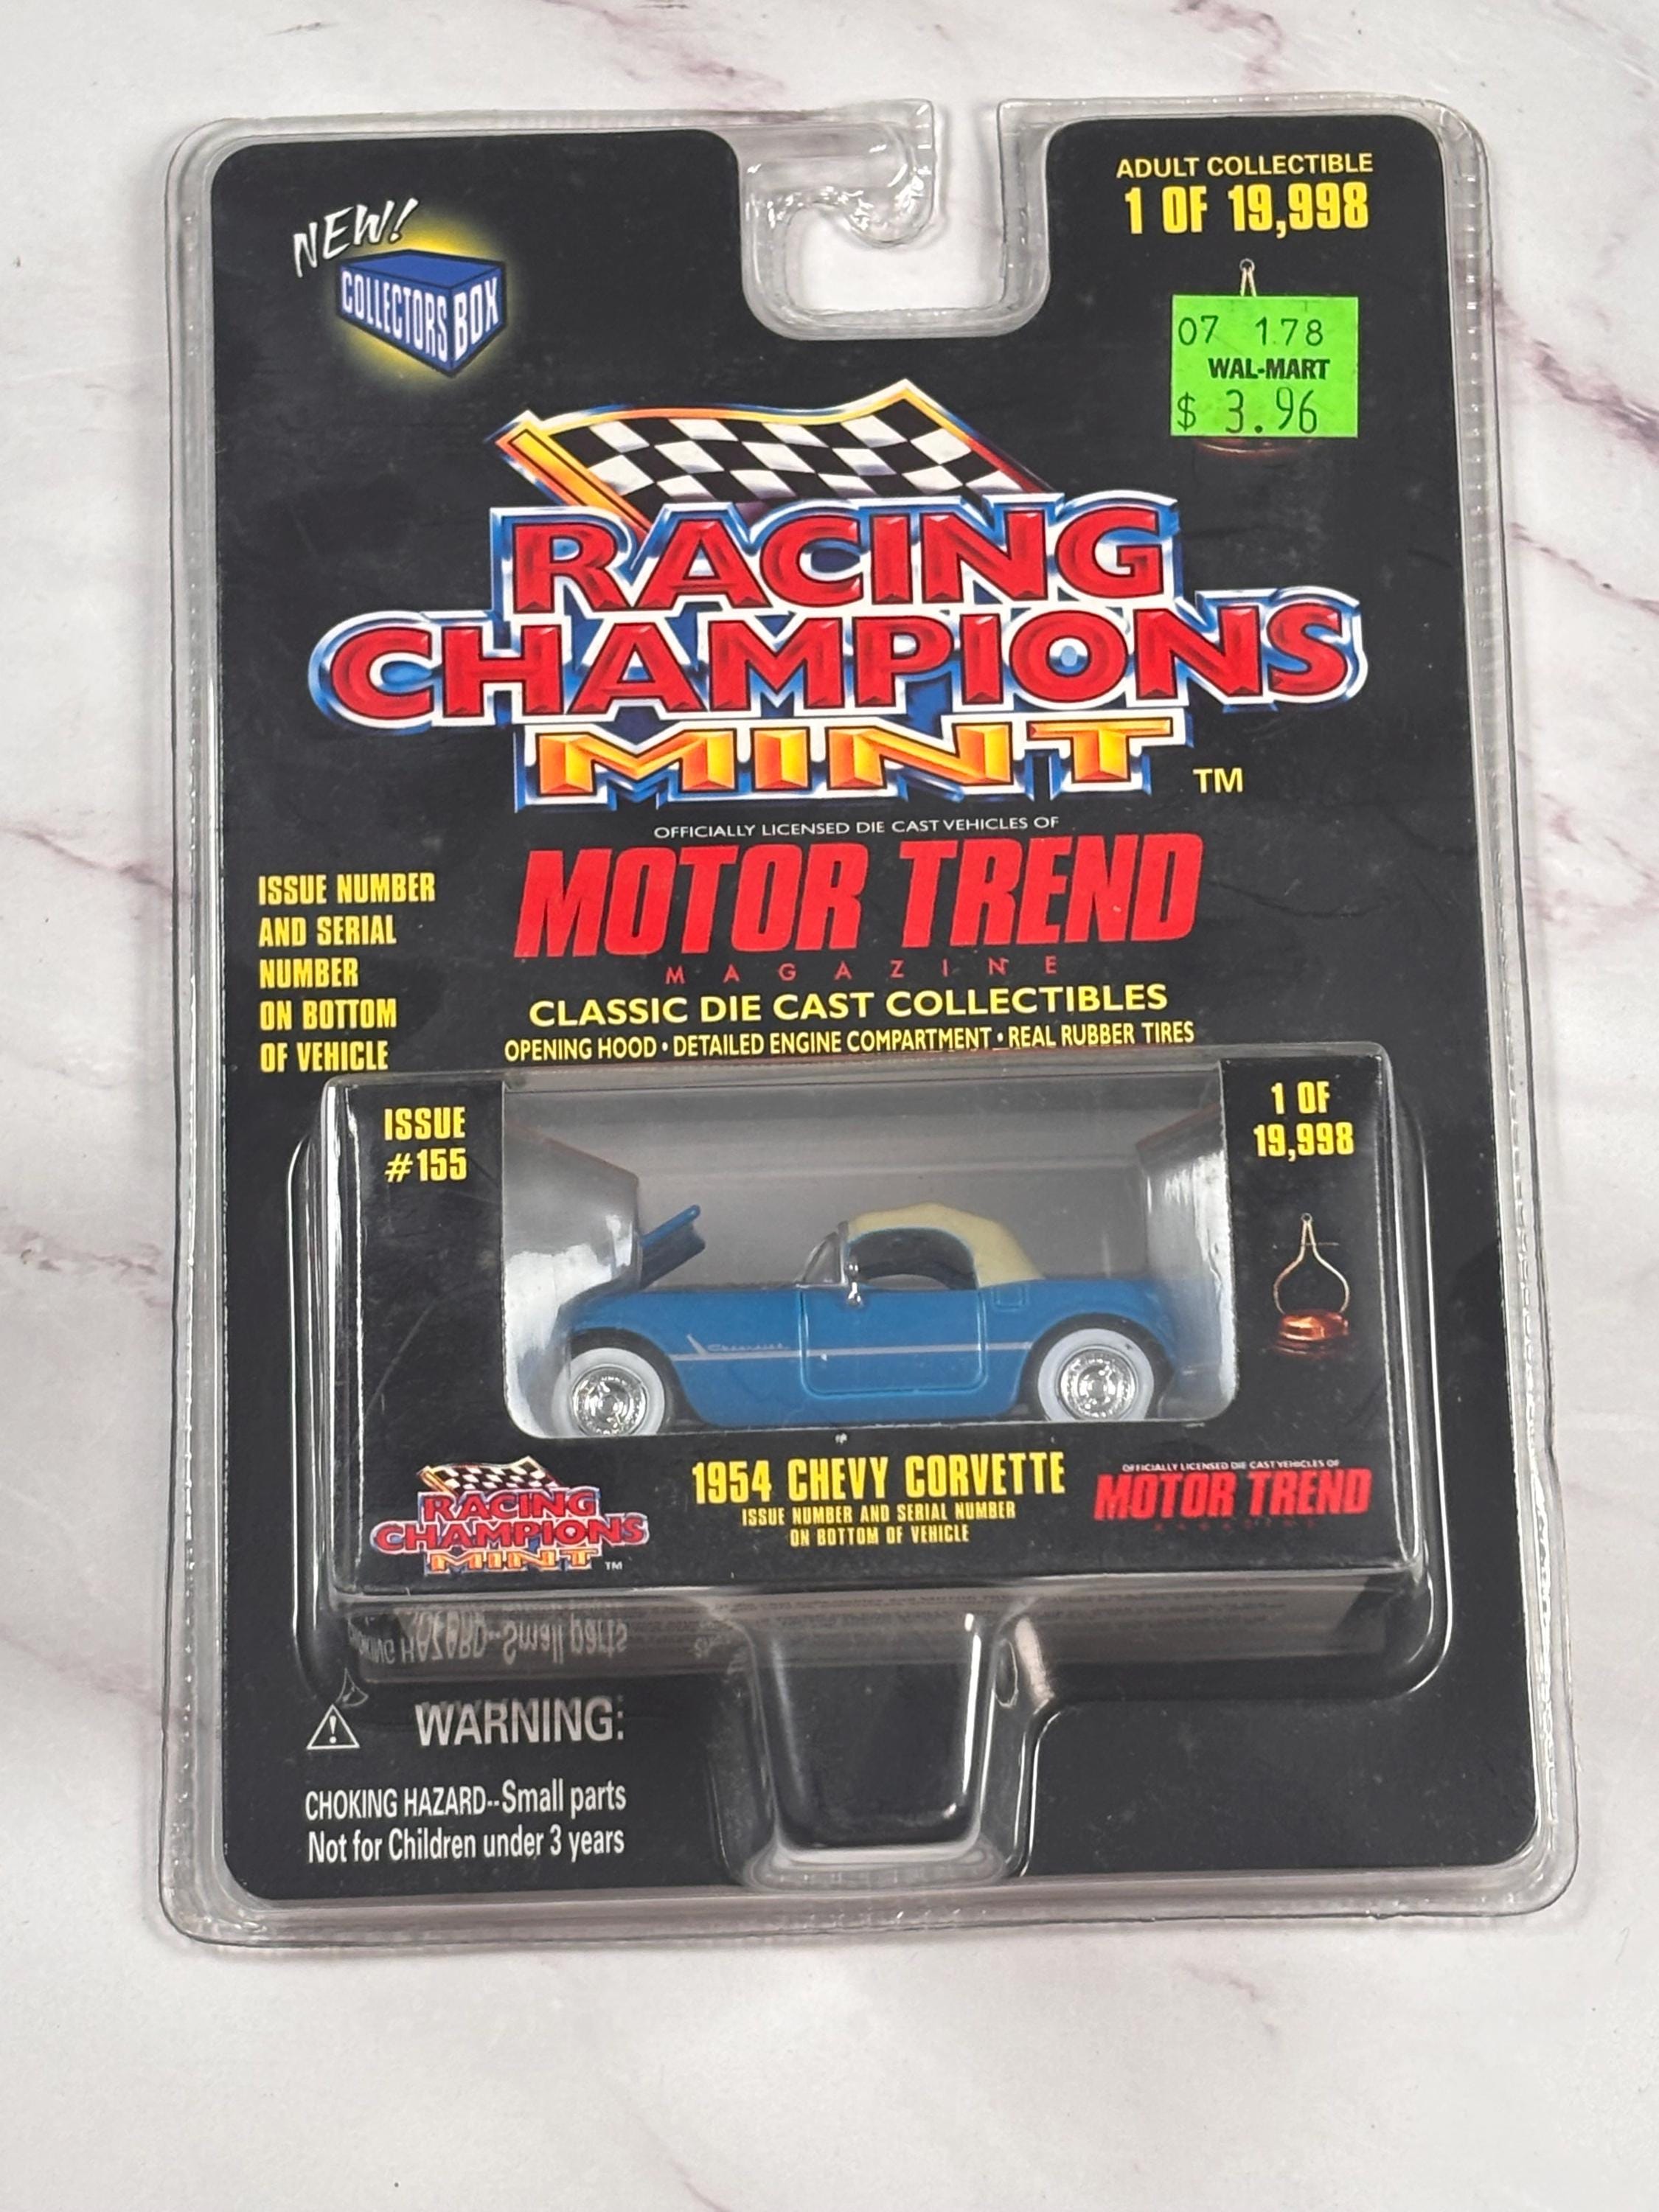 NEW!
COLLECTORS BOX
ADULT COLLECTIBLE
1 OF 19,998
07 1.78
WAL-MART
$ 3.96
RACING
CHAMPIONS
MINT TM
OFFICIALLY LICENSED DIE CAST VEHICLES OF
MOTOR TREND
MAGAZINE
CLASSIC DIE CAST COLLECTIBLES
OPENING HOOD • DETAILED ENGINE COMPARTMENT • REAL RUBBER TIRES
ISSUE NUMBER
AND SERIAL
NUMBER
ON BOTTOM
OF VEHICLE
ISSUE
#155
1 OF
19,998
Chevrolet
RACING
CHAMPIONS
MINT TM
1954 CHEVY CORVETTE
ISSUE NUMBER AND SERIAL NUMBER
ON BOTTOM OF VEHICLE
OFFICIALLY LICENSED DIE CAST VEHICLES OF
MOTOR TREND
WARNING:
CHOKING HAZARD--Small parts
Not for Children under 3 years